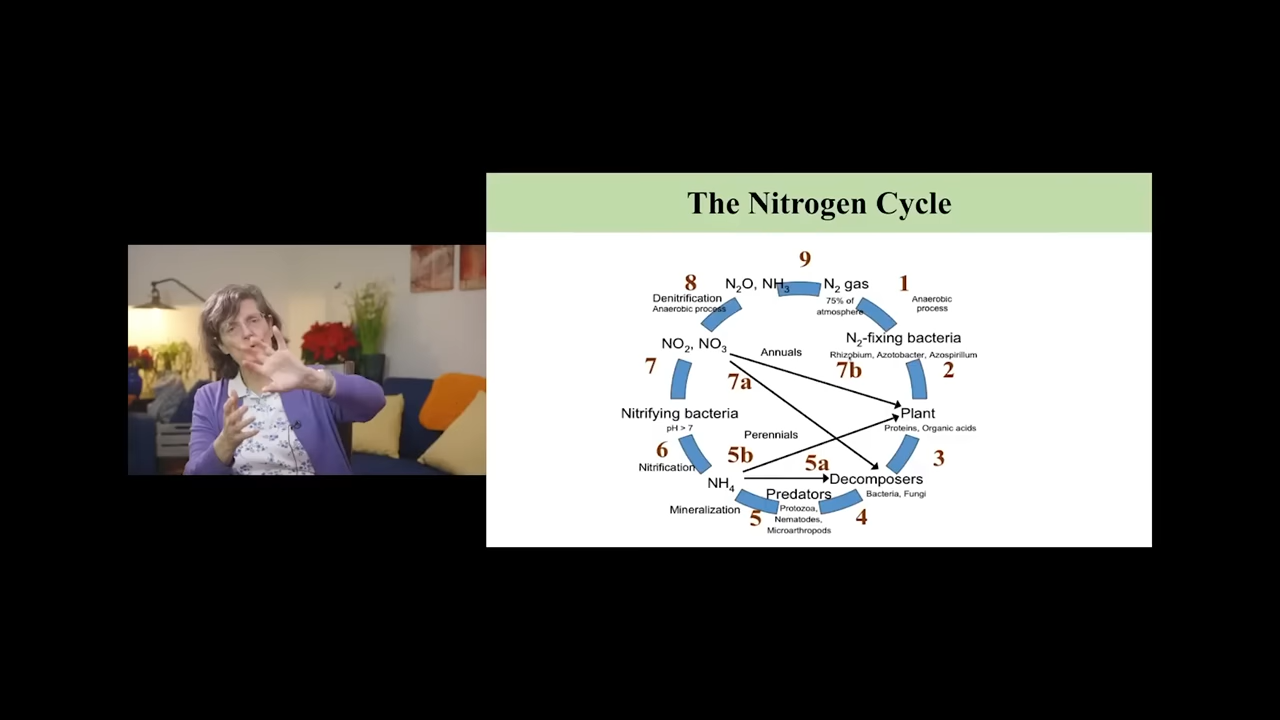 The Nitrogen Cycle
9
8
N2O, NH3
N2 gas
1
Denitrification
Anaerobic process
75% of
atmosphere
Anaerobic
process
NO2, NO3
N2-fixing bacteria
Annuals
Rhizobium, Azotobacter, Azospirillum
7
7a
7b
2
Nitrifying bacteria
pH > 7
Plant
Proteins, Organic acids
Perennials
6
5b
5a
3
Nitrification
NH4
Decomposers
Bacteria, Fungi
Predators
Mineralization
5
Protozoa,
Nematodes,
Microarthropods
4